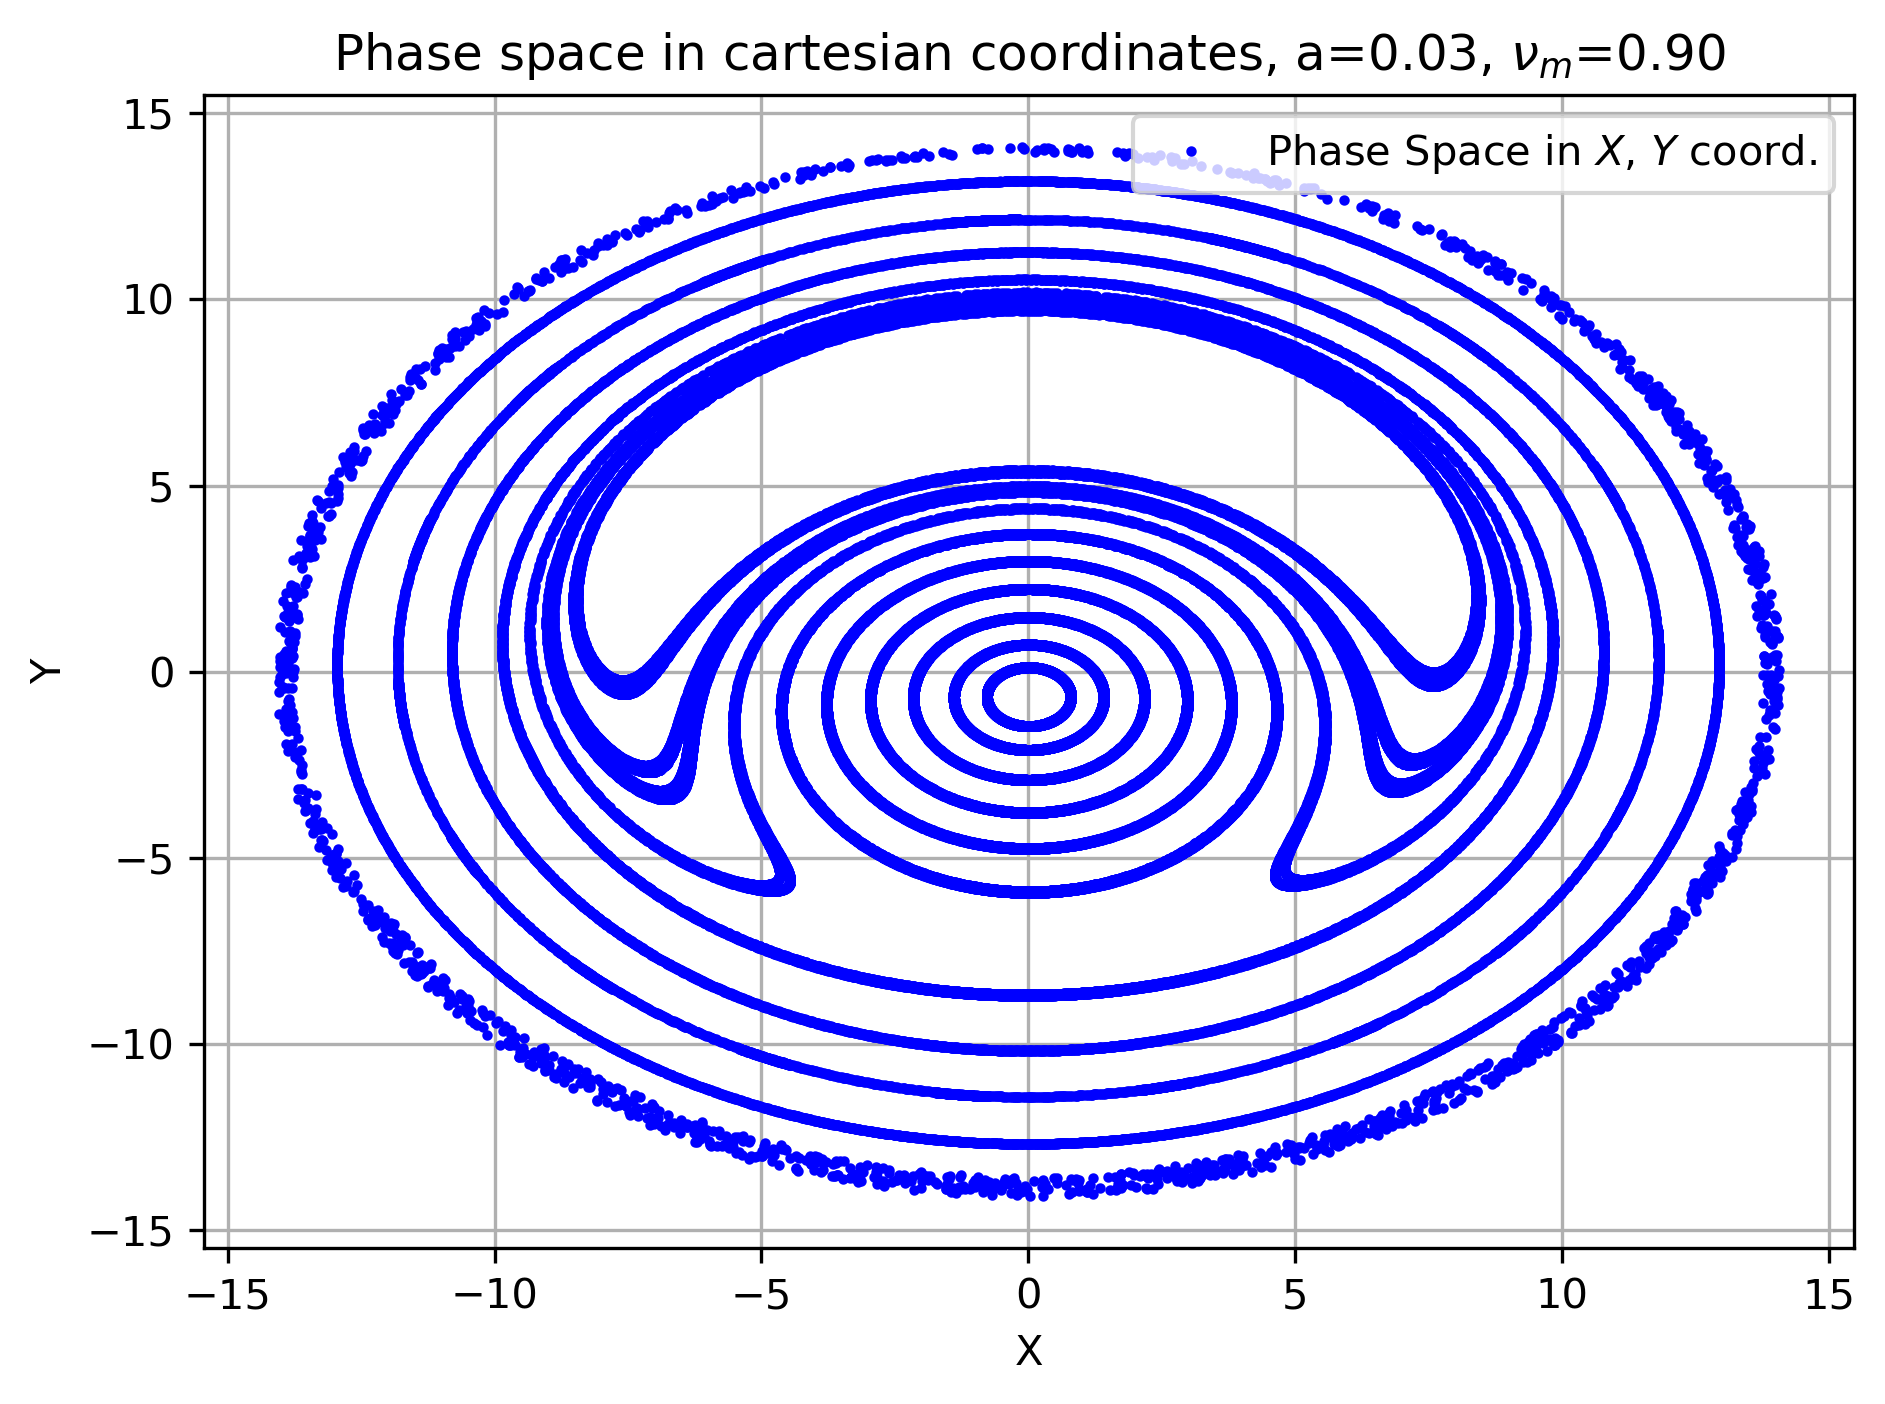 Phase space in cartesian coordinates, a=0.03, νₘ=0.90
Phase Space in X, Y coord.
15
10
5
0
−5
−10
−15
Y
−15 −10 −5 0 5 10 15
X